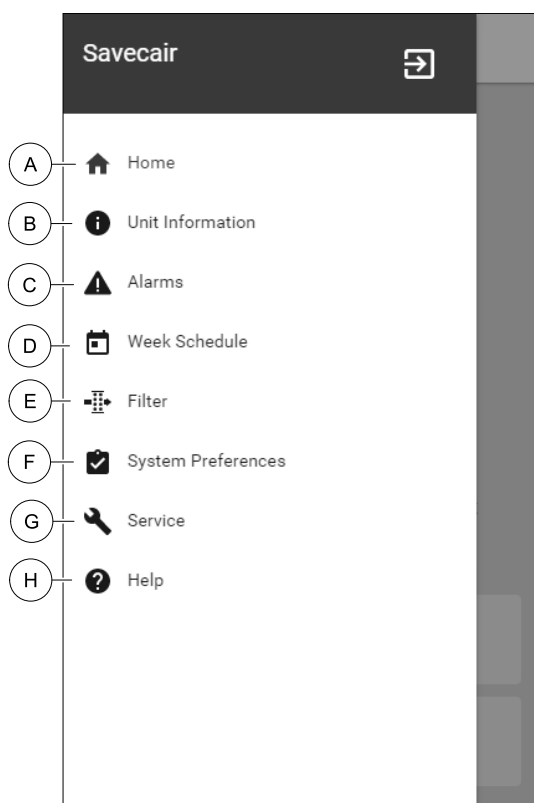 Savecair
A Home
B Unit Information
C Alarms
D Week Schedule
E Filter
F System Preferences
G Service
H Help